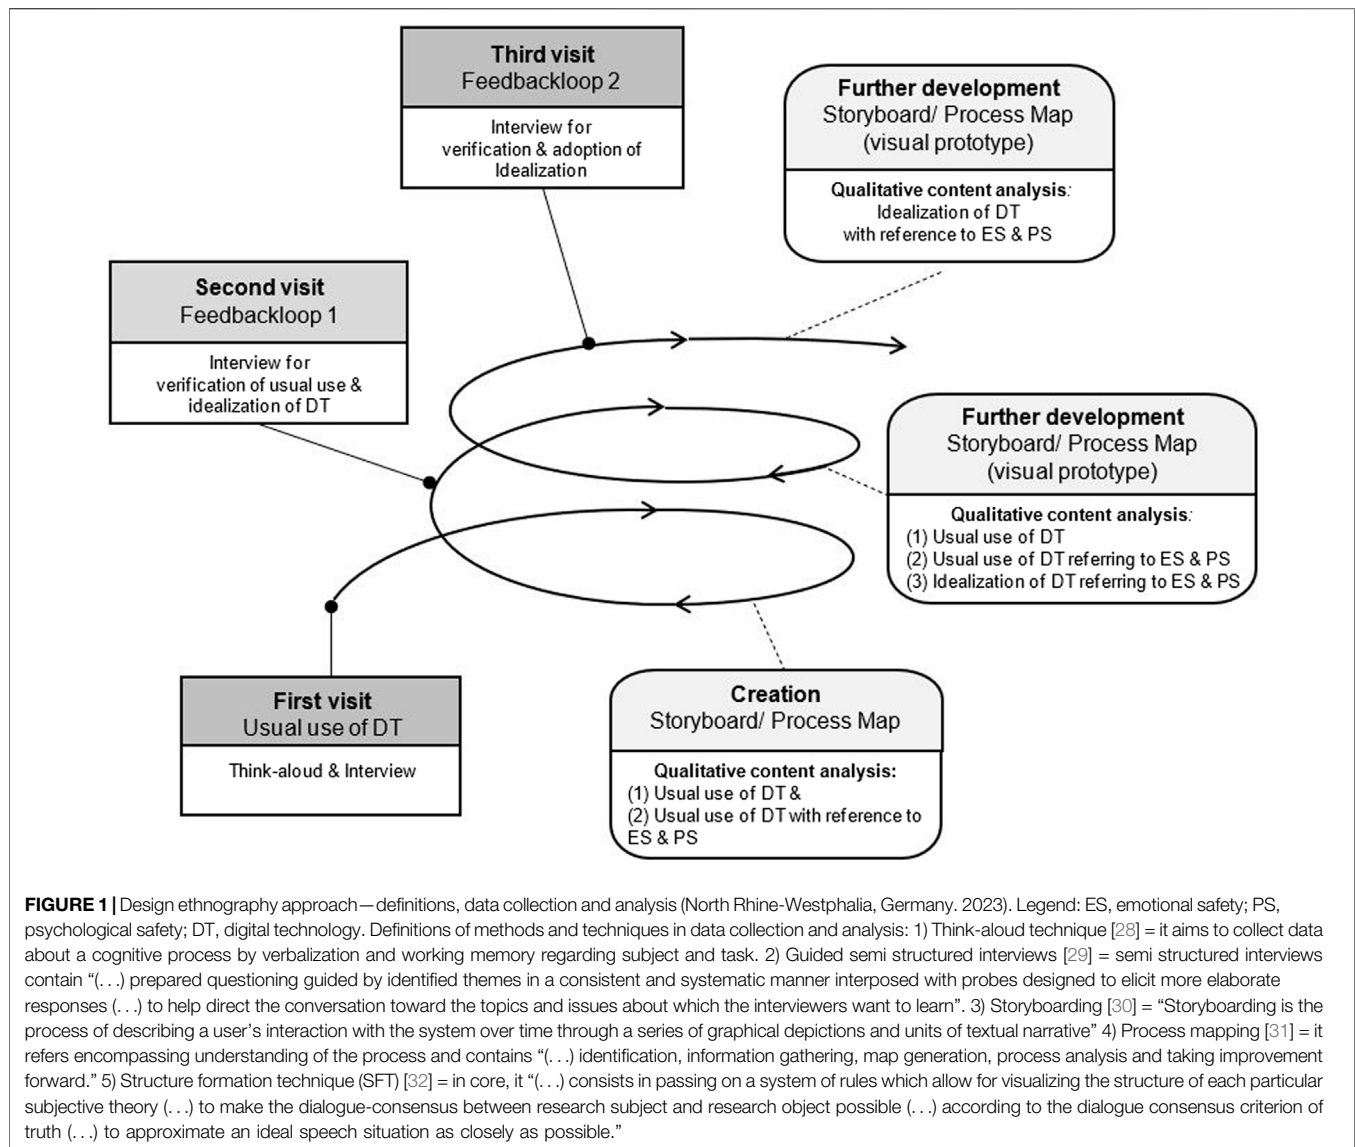 Third visit
Feedbackloop 2
Interview for
verification & adoption of
Idealization
Further development
Storyboard/ Process Map
(visual prototype)
Qualitative content analysis:
Idealization of DT
with reference to ES & PS
Second visit
Feedbackloop 1
Interview for
verification of usual use &
idealization of DT
Further development
Storyboard/ Process Map
(visual prototype)
Qualitative content analysis:
(1) Usual use of DT
(2) Usual use of DT referring to ES & PS
(3) Idealization of DT referring to ES & PS
First visit
Usual use of DT
Think-aloud & Interview
Creation
Storyboard/ Process Map
Qualitative content analysis:
(1) Usual use of DT &
(2) Usual use of DT with reference to
ES & PS
FIGURE 1 | Design ethnography approach—definitions, data collection and analysis (North Rhine-Westphalia, Germany. 2023). Legend: ES, emotional safety; PS,
psychological safety; DT, digital technology. Definitions of methods and techniques in data collection and analysis: 1) Think-aloud technique [28] = it aims to collect data
about a cognitive process by verbalization and working memory regarding subject and task. 2) Guided semi structured interviews [29] = semi structured interviews
contain “(. . .) prepared questioning guided by identified themes in a consistent and systematic manner interposed with probes designed to elicit more elaborate
responses (. . .) to help direct the conversation toward the topics and issues about which the interviewers want to learn”. 3) Storyboarding [30] = “Storyboarding is the
process of describing a user’s interaction with the system over time through a series of graphical depictions and units of textual narrative” 4) Process mapping [31] = it
refers encompassing understanding of the process and contains “(. . .) identification, information gathering, map generation, process analysis and taking improvement
forward.” 5) Structure formation technique (SFT) [32] = in core, it “(. . .) consists in passing on a system of rules which allow for visualizing the structure of each particular
subjective theory (. . .) to make the dialogue-consensus between research subject and research object possible (. . .) according to the dialogue consensus criterion of
truth (. . .) to approximate an ideal speech situation as closely as possible.”